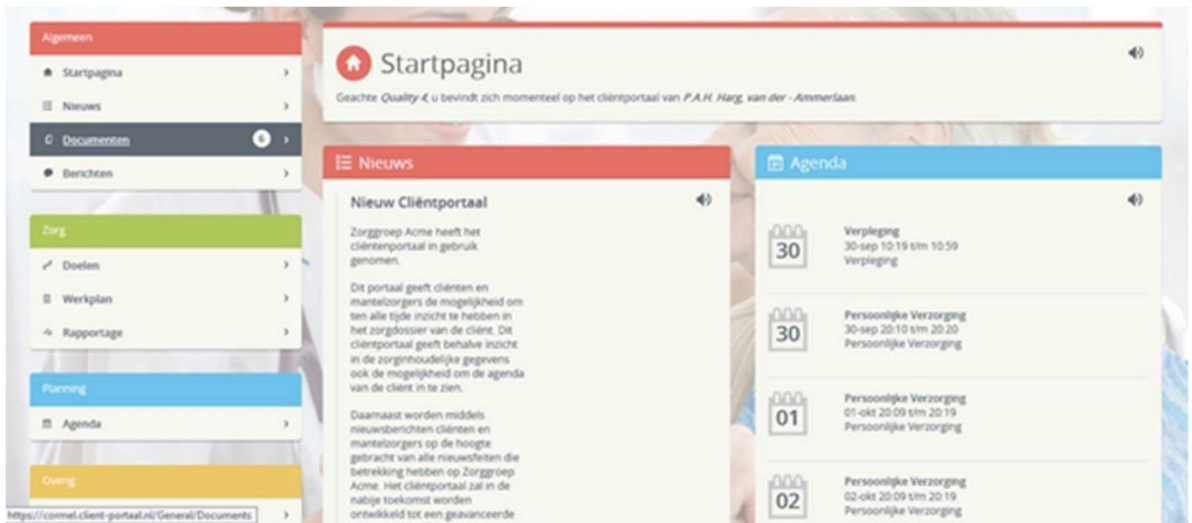 Algemeen
Startpagina
Nieuws
Documenten 6
Berichten
Zorg
Doelen
Werkplan
Rapportage
Planning
Agenda
Overig
https://cormel.client-portaal.nl/General/Documents
Startpagina
Geachte Quality-4, u bevindt zich momenteel op het cliëntportaal van P.A.H. Harg, van der - Ammerlaan.
Nieuws
Nieuw Cliëntportaal
Zorggroep Acme heeft het
cliëntenportaal in gebruik
genomen.
Dit portaal geeft cliënten en
mantelzorgers de mogelijkheid om
ten alle tijde inzicht te hebben in
het zorgdossier van de cliënt. Dit
cliëntportaal geeft behalve inzicht
in de zorginhoudelijke gegevens
ook de mogelijkheid om de agenda
van de cliënt in te zien.
Daarnaast worden middels
nieuwsberichten cliënten en
mantelzorgers op de hoogte
gebracht van alle nieuwsfeiten die
betrekking hebben op Zorggroep
Acme. Het cliëntportaal zal in de
nabije toekomst worden
ontwikkeld tot een geavanceerde
Agenda
30
Verpleging
30-sep 10:19 t/m 10:59
Verpleging
30
Persoonlijke Verzorging
30-sep 20:10 t/m 20:20
Persoonlijke Verzorging
01
Persoonlijke Verzorging
01-okt 20:09 t/m 20:19
Persoonlijke Verzorging
02
Persoonlijke Verzorging
02-okt 20:09 t/m 20:19
Persoonlijke Verzorging